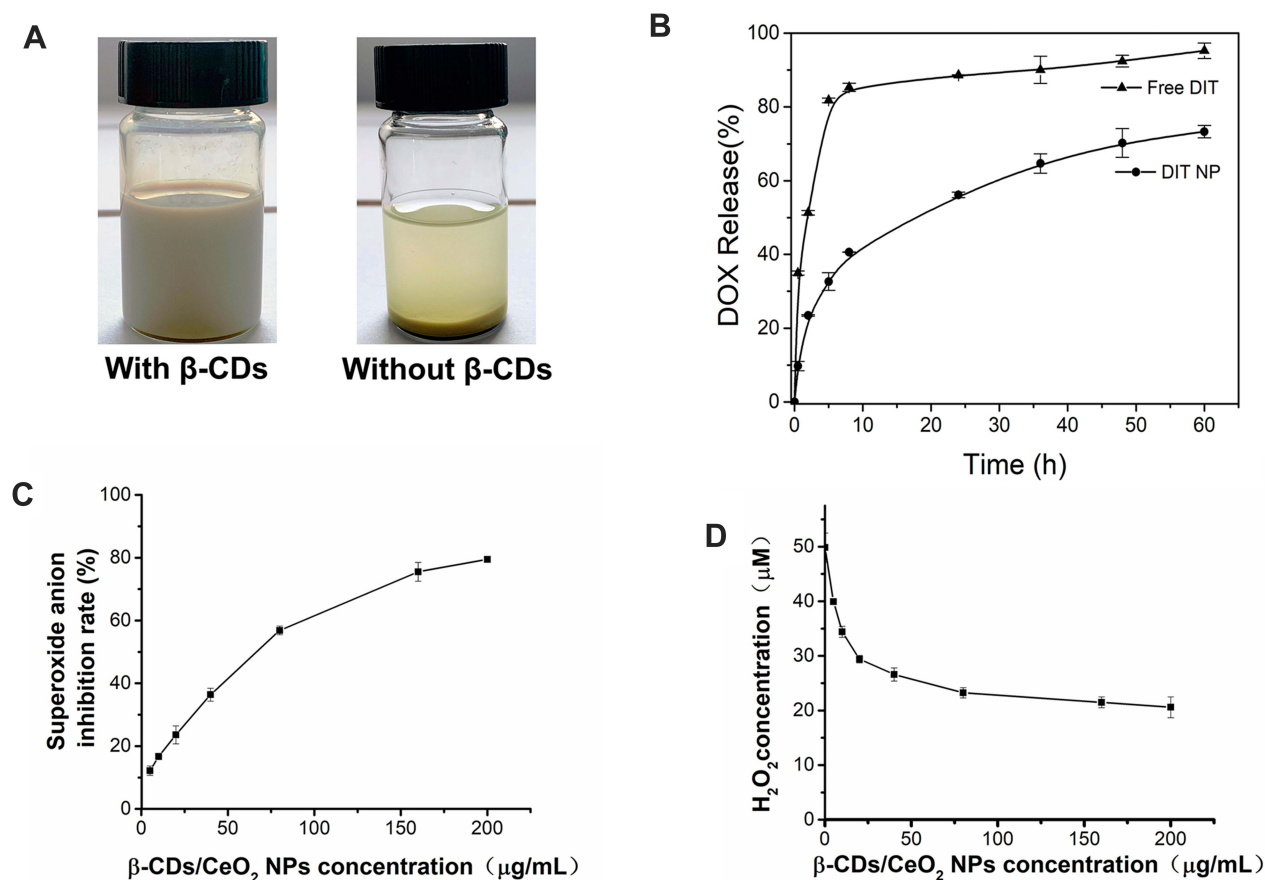 A
With β-CDs
Without β-CDs
B
DOX Release(%)
100
80
60
40
20
0
Free DIT
DIT NP
0
10
20
30
40
50
60
Time (h)
C
Superoxide anion
inhibition rate (%)
100
80
60
40
20
0
0
50
100
150
200
β-CDs/CeO₂ NPs concentration（μg/mL）
D
H₂O₂concentration（μM）
50
40
30
20
10
0
0
50
100
150
200
β-CDs/CeO₂ NPs concentration（μg/mL）